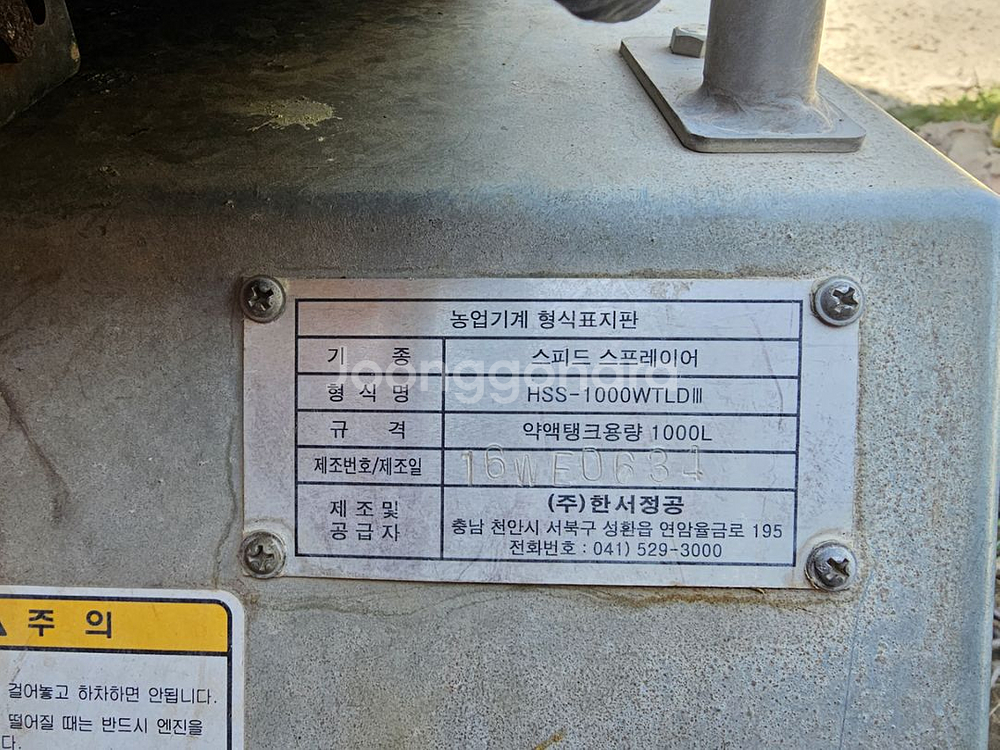 농업기계 형식표지판
기 종 스피드 스프레이어
형 식 명 HSS-1000WTLDⅢ
규 격 약액탱크용량 1000L
제조번호/제조일 16WE0634
제 조 및 공 급 자
(주)한서정공
충남 천안시 서북구 성환읍 연암율금로 195
전화번호 : 041) 529-3000
joonggonara
주 의
걸어놓고 하차하면 안됩니다.
떨어질 때는 반드시 엔진을
다.